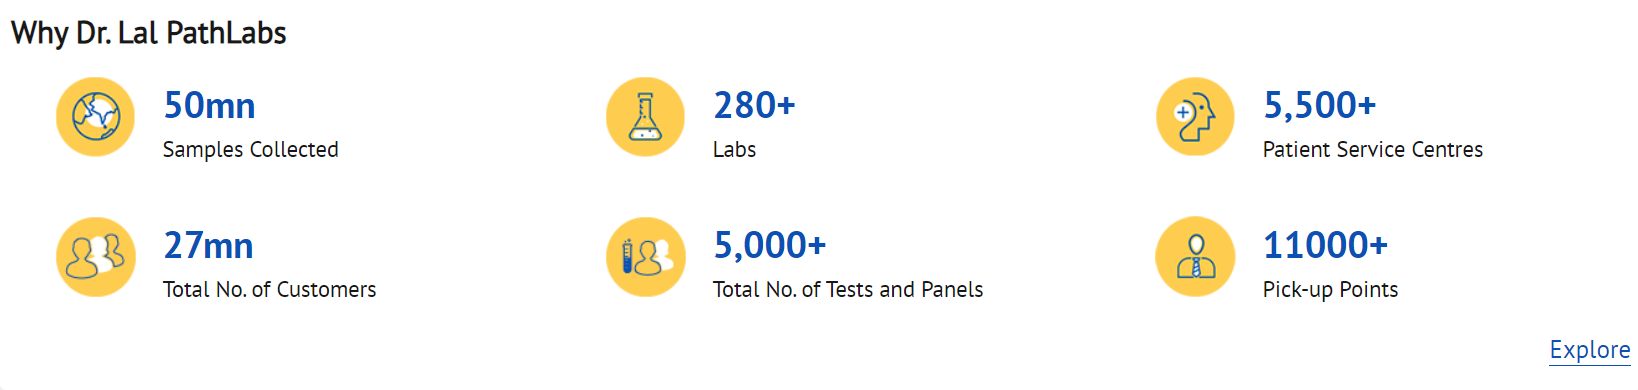 Why Dr. Lal PathLabs
50mn
Samples Collected
280+
Labs
5,500+
Patient Service Centres
27mn
Total No. of Customers
5,000+
Total No. of Tests and Panels
11000+
Pick-up Points
Explore